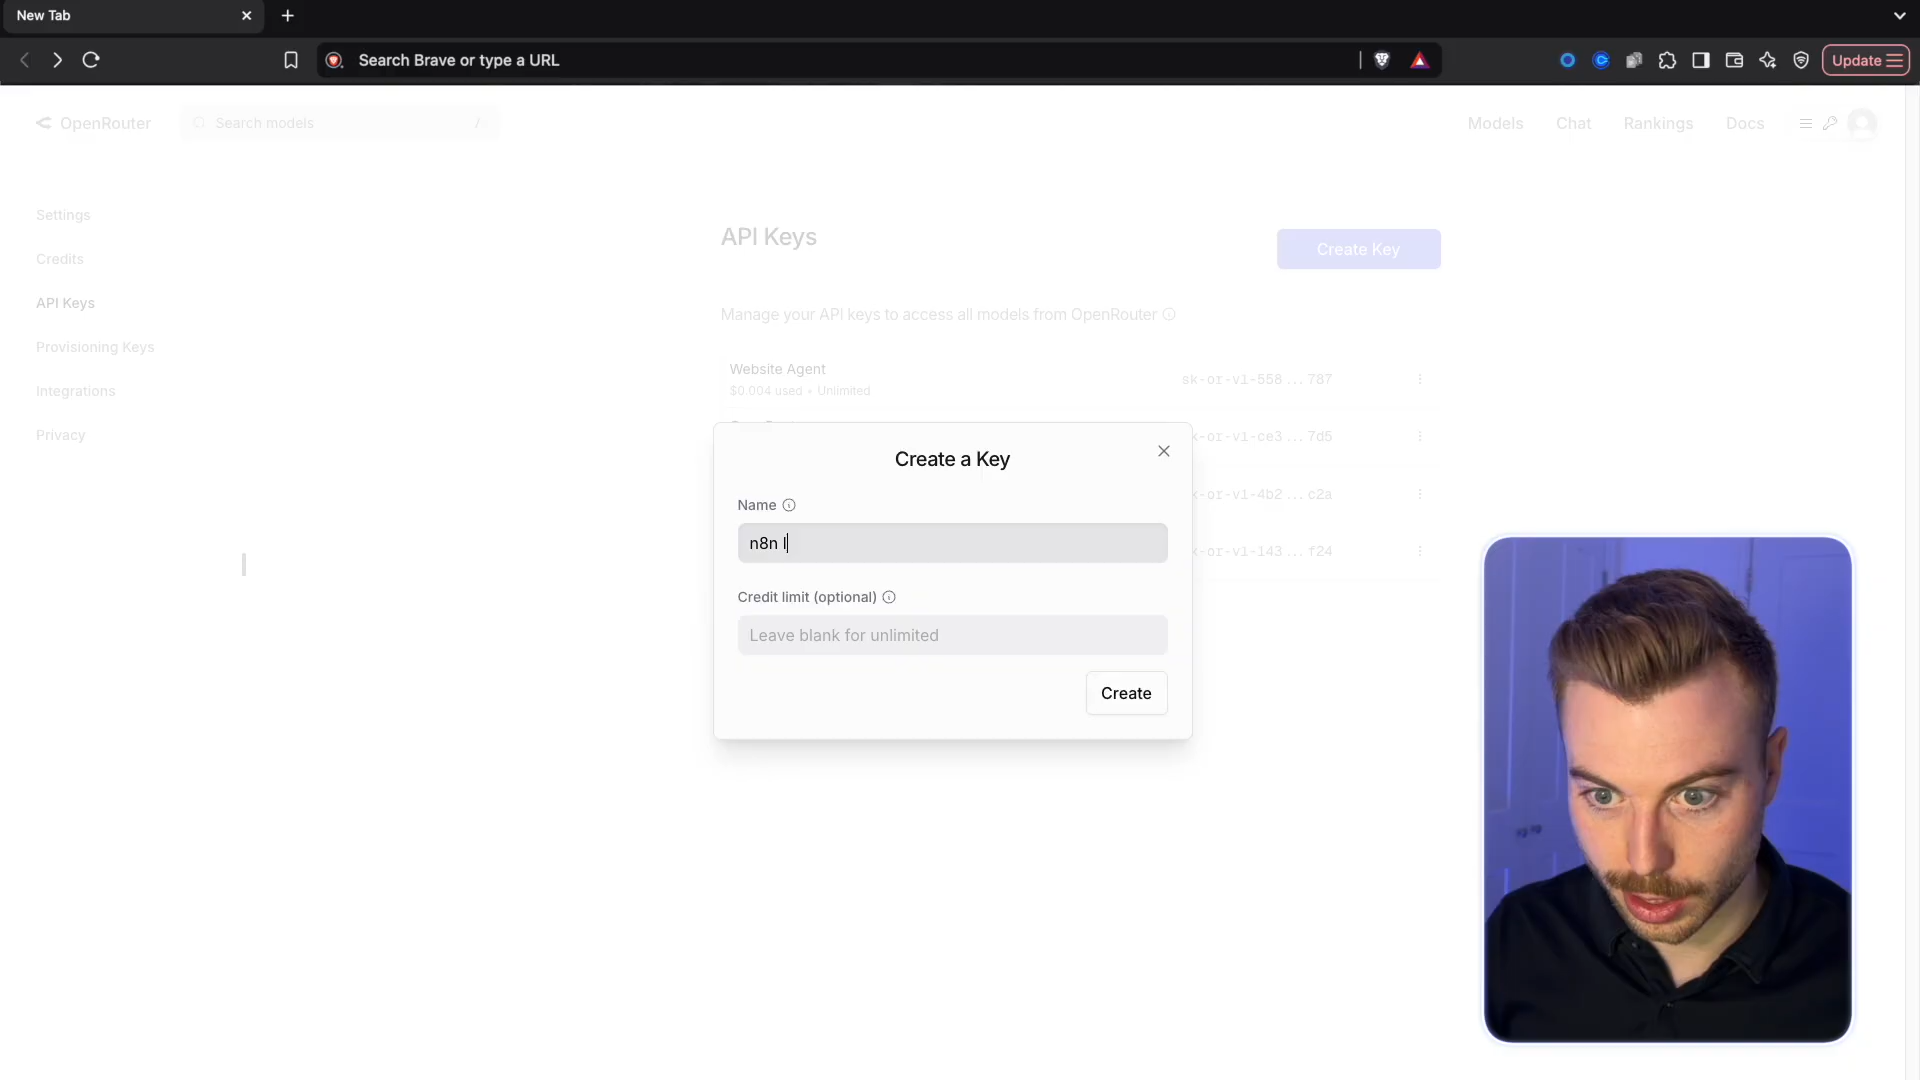 New Tab
Search Brave or type a URL
Update
OpenRouter
Search models
/
Models
Chat
Rankings
Docs
Settings
Credits
API Keys
Provisioning Keys
Integrations
Privacy
API Keys
Create Key
Manage your API keys to access all models from OpenRouter
Website Agent
$0.004 used • Unlimited
sk-or-v1-558...787
k-or-v1-ce3...7d5
k-or-v1-4b2...c2a
k-or-v1-143...f24
Create a Key
Name
n8n l
Credit limit (optional)
Leave blank for unlimited
Create